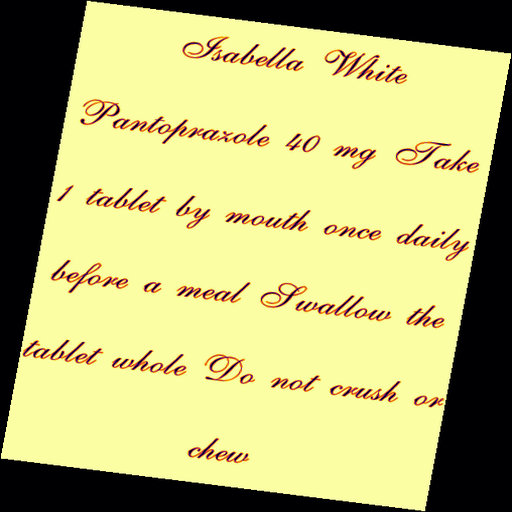 Isabella White
Pantoprazole 40 mg Take
1 tablet by mouth once daily
before a meal Swallow the
tablet whole Do not crush or
chew